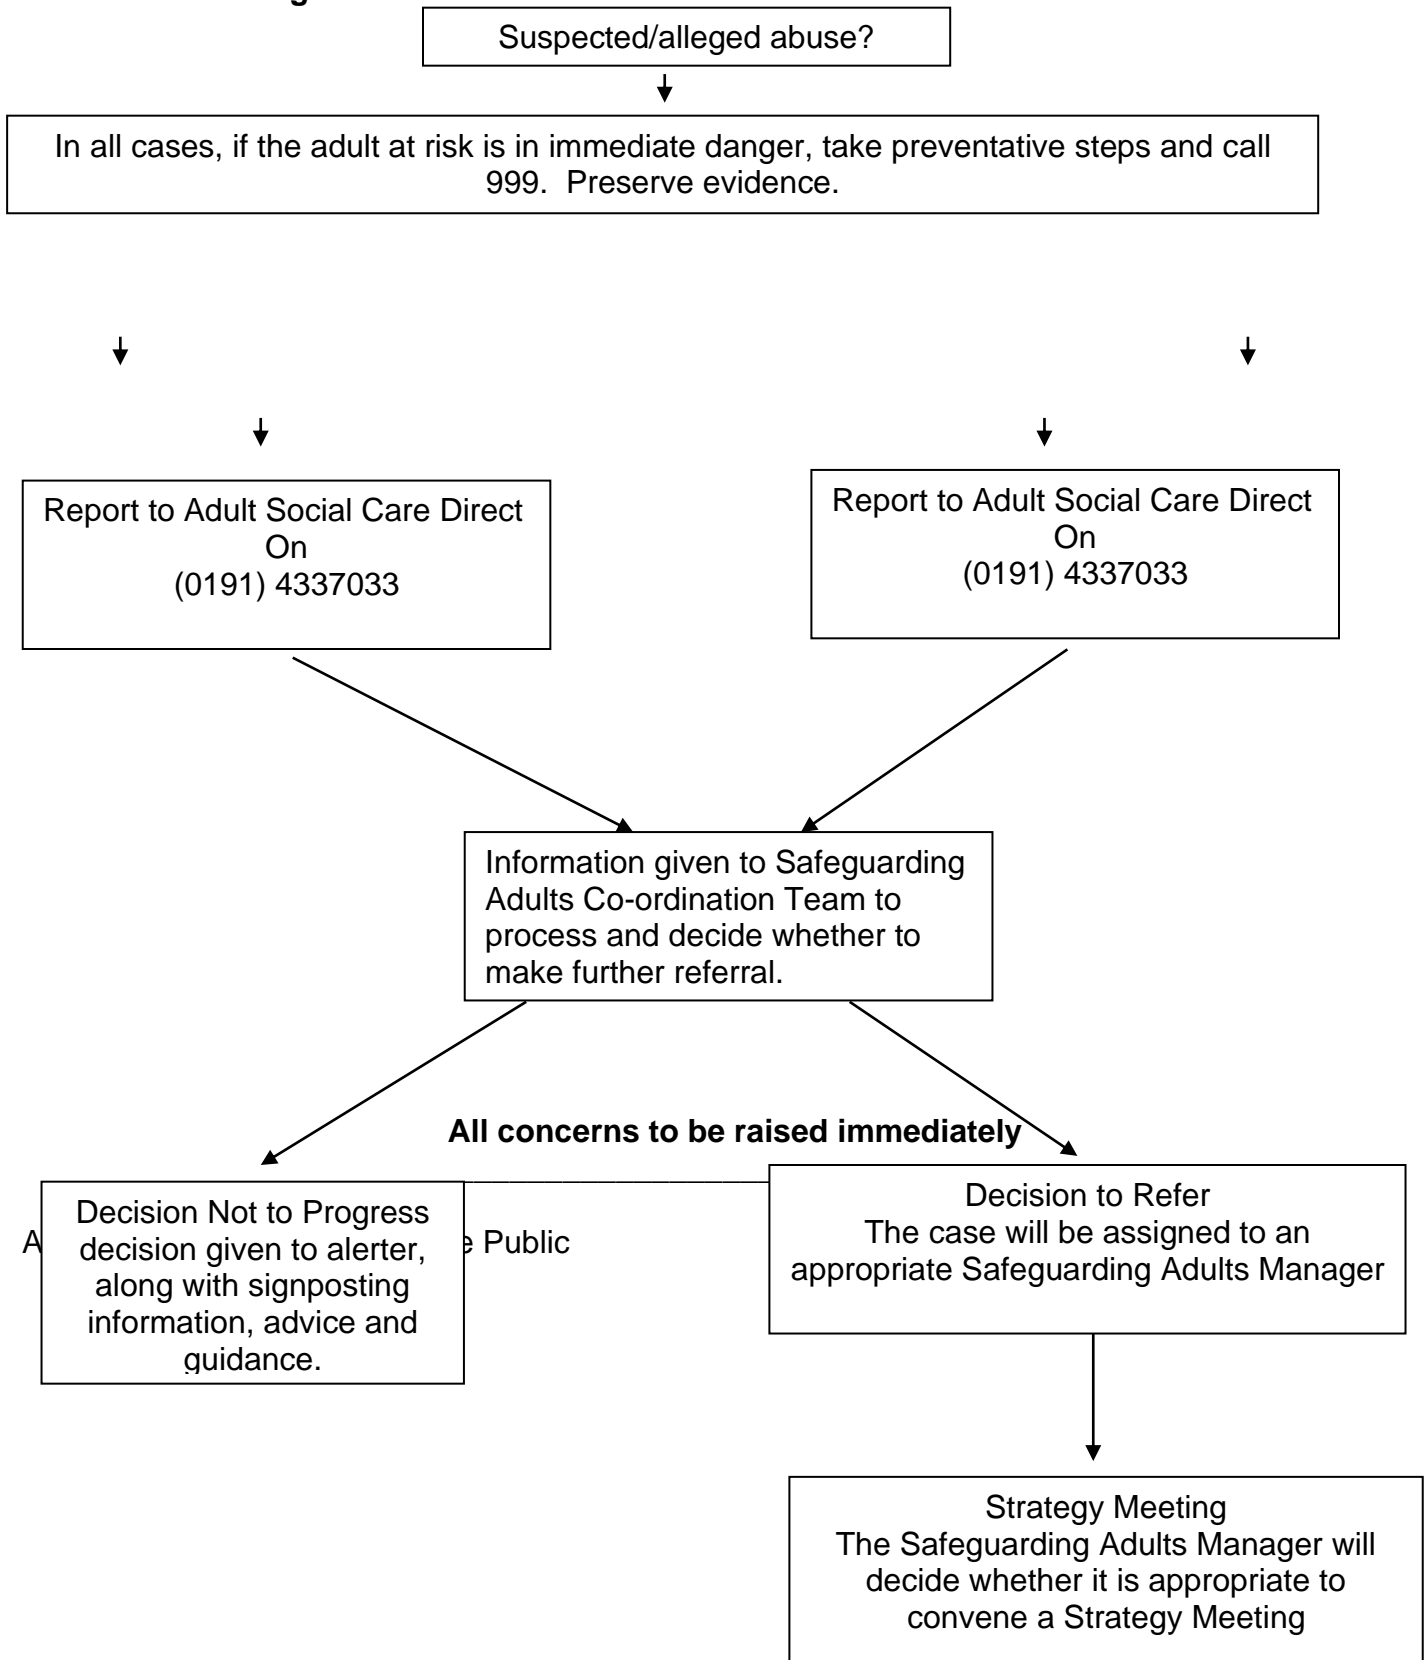 Suspected/alleged abuse?
In all cases, if the adult at risk is in immediate danger, take preventative steps and call
999.  Preserve evidence.
Report to Adult Social Care Direct
On
(0191) 4337033
Report to Adult Social Care Direct
On
(0191) 4337033
Information given to Safeguarding
Adults Co-ordination Team to
process and decide whether to
make further referral.
All concerns to be raised immediately
Decision Not to Progress
decision given to alerter,
along with signposting
information, advice and
guidance.
Public
Decision to Refer
The case will be assigned to an
appropriate Safeguarding Adults Manager
Strategy Meeting
The Safeguarding Adults Manager will
decide whether it is appropriate to
convene a Strategy Meeting